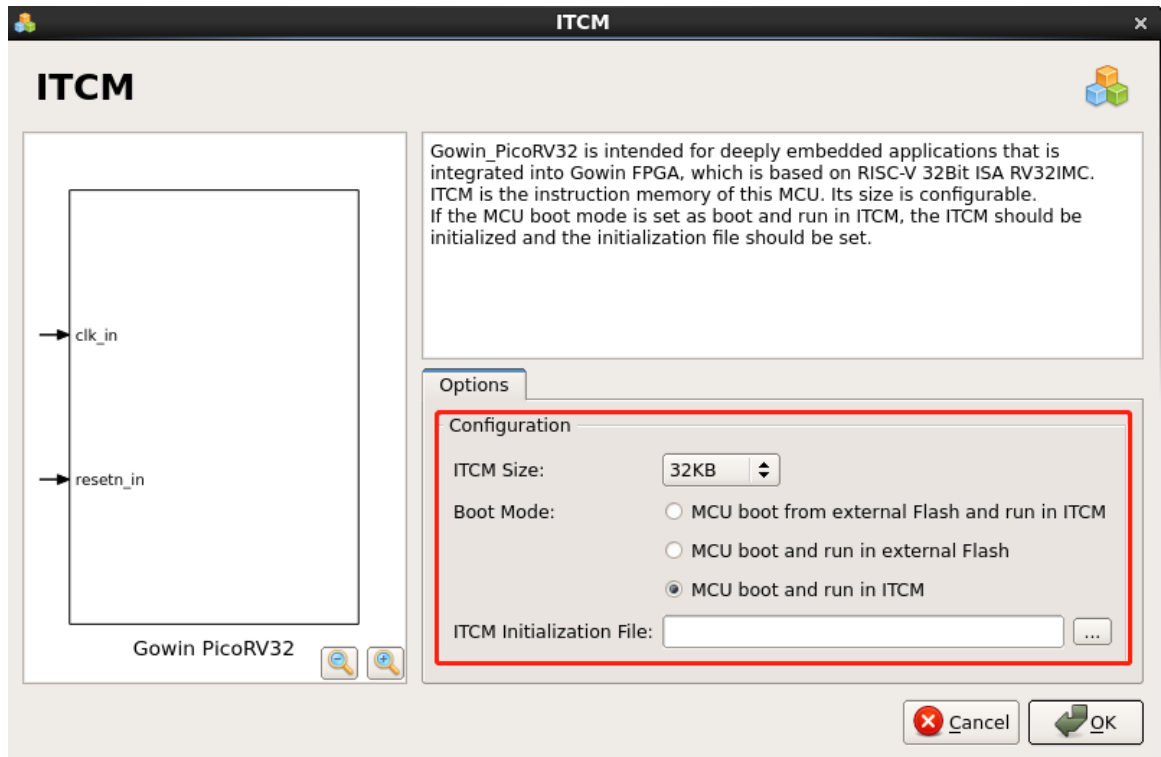 ITCM
ITCM
clk_in
resetn_in
Gowin PicoRV32
Gowin_PicoRV32 is intended for deeply embedded applications that is
integrated into Gowin FPGA, which is based on RISC-V 32Bit ISA RV32IMC.
ITCM is the instruction memory of this MCU. Its size is configurable.
If the MCU boot mode is set as boot and run in ITCM, the ITCM should be
initialized and the initialization file should be set.
Options
Configuration
ITCM Size: 32KB
Boot Mode: MCU boot from external Flash and run in ITCM
MCU boot and run in external Flash
MCU boot and run in ITCM
ITCM Initialization File: ...
Cancel OK